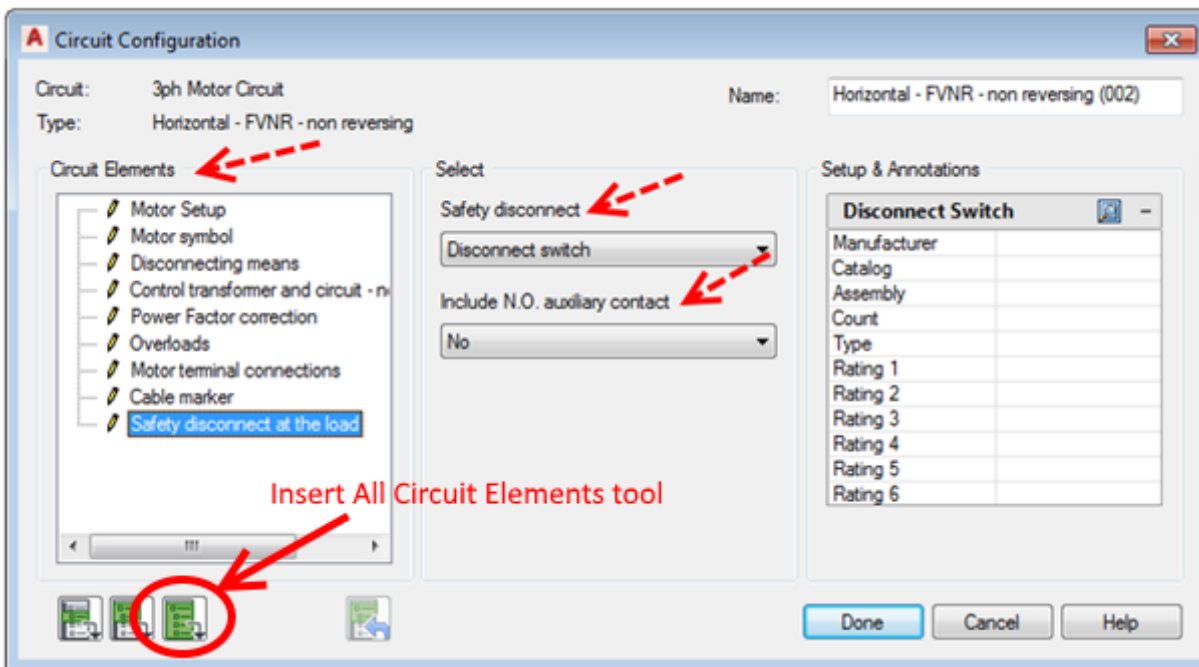 Circuit Configuration
Circuit: 3ph Motor Circuit
Name: Horizontal - FVNR - non reversing (002)
Type: Horizontal - FVNR - non reversing
Circuit Elements
Motor Setup
Motor symbol
Disconnecting means
Control transformer and circuit - n
Power Factor correction
Overloads
Motor terminal connections
Cable marker
Safety disconnect at the load
Insert All Circuit Elements tool
Select
Safety disconnect
Disconnect switch
Include N.O. auxiliary contact
No
Setup & Annotations
Disconnect Switch
Manufacturer
Catalog
Assembly
Count
Type
Rating 1
Rating 2
Rating 3
Rating 4
Rating 5
Rating 6
Done Cancel Help